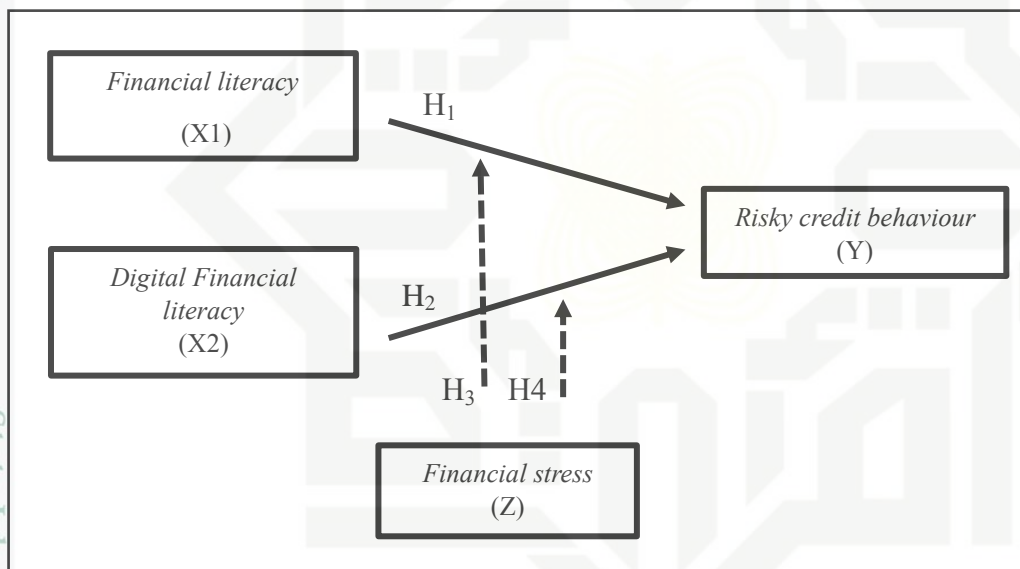 Financial literacy
(X1)
H₁
Risky credit behaviour
(Y)
Digital Financial
literacy
(X2)
H₂
H₃
H4
Financial stress
(Z)